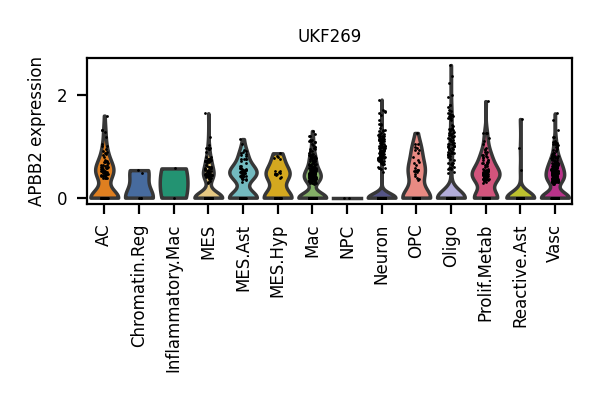 UKF269
APBB2 expression
2
0
AC
Chromatin.Reg
Inflammatory.Mac
MES
MES.Ast
MES.Hyp
Mac
NPC
Neuron
OPC
Oligo
Prolif.Metab
Reactive.Ast
Vasc